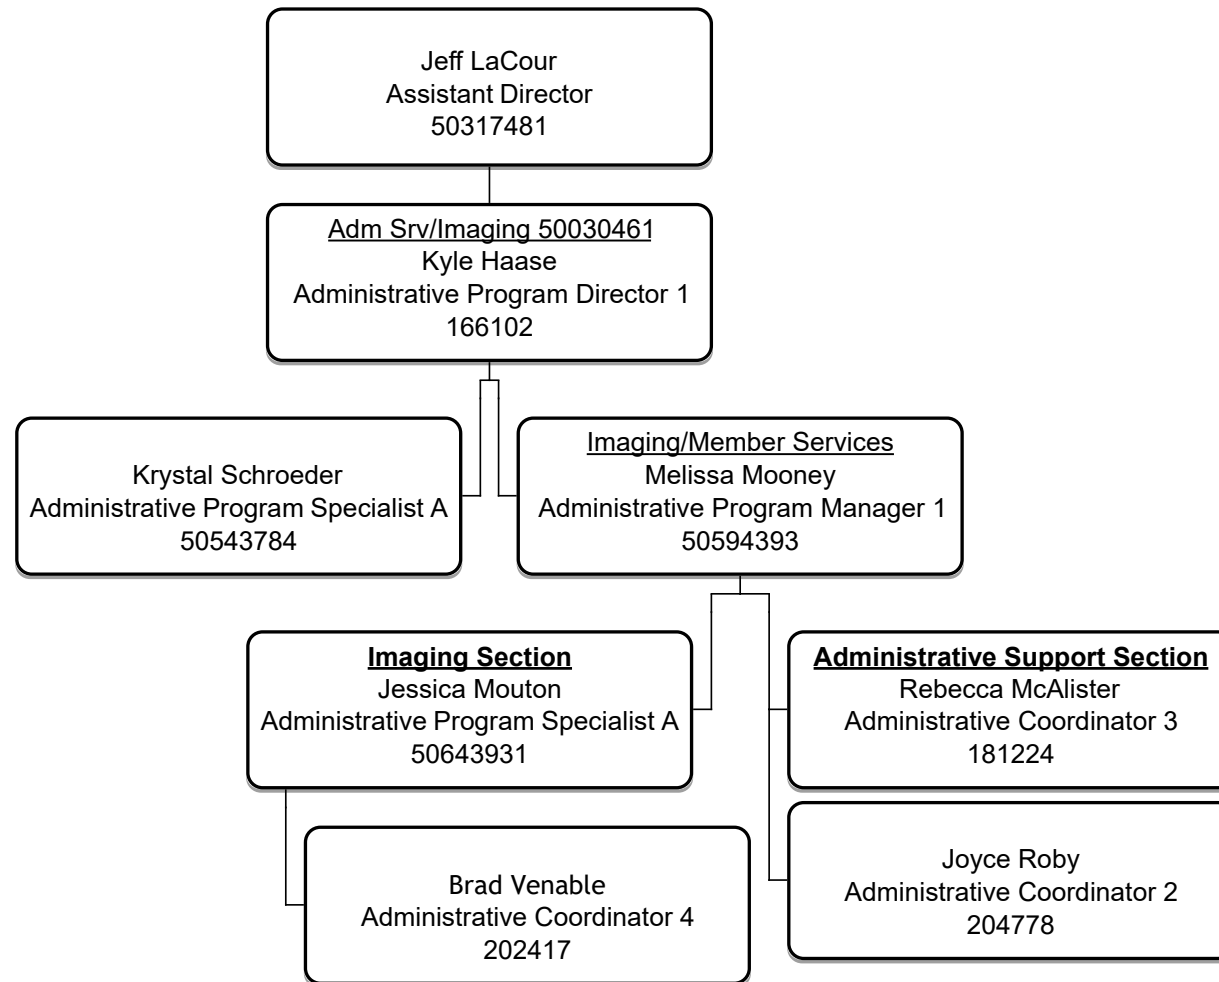 Jeff LaCour
Assistant Director
50317481
Adm Srv/Imaging 50030461
Kyle Haase
Administrative Program Director 1
166102
Krystal Schroeder
Administrative Program Specialist A
50543784
Imaging/Member Services
Melissa Mooney
Administrative Program Manager 1
50594393
Imaging Section
Jessica Mouton
Administrative Program Specialist A
50643931
Administrative Support Section
Rebecca McAlister
Administrative Coordinator 3
181224
Brad Venable
Administrative Coordinator 4
202417
Joyce Roby
Administrative Coordinator 2
204778